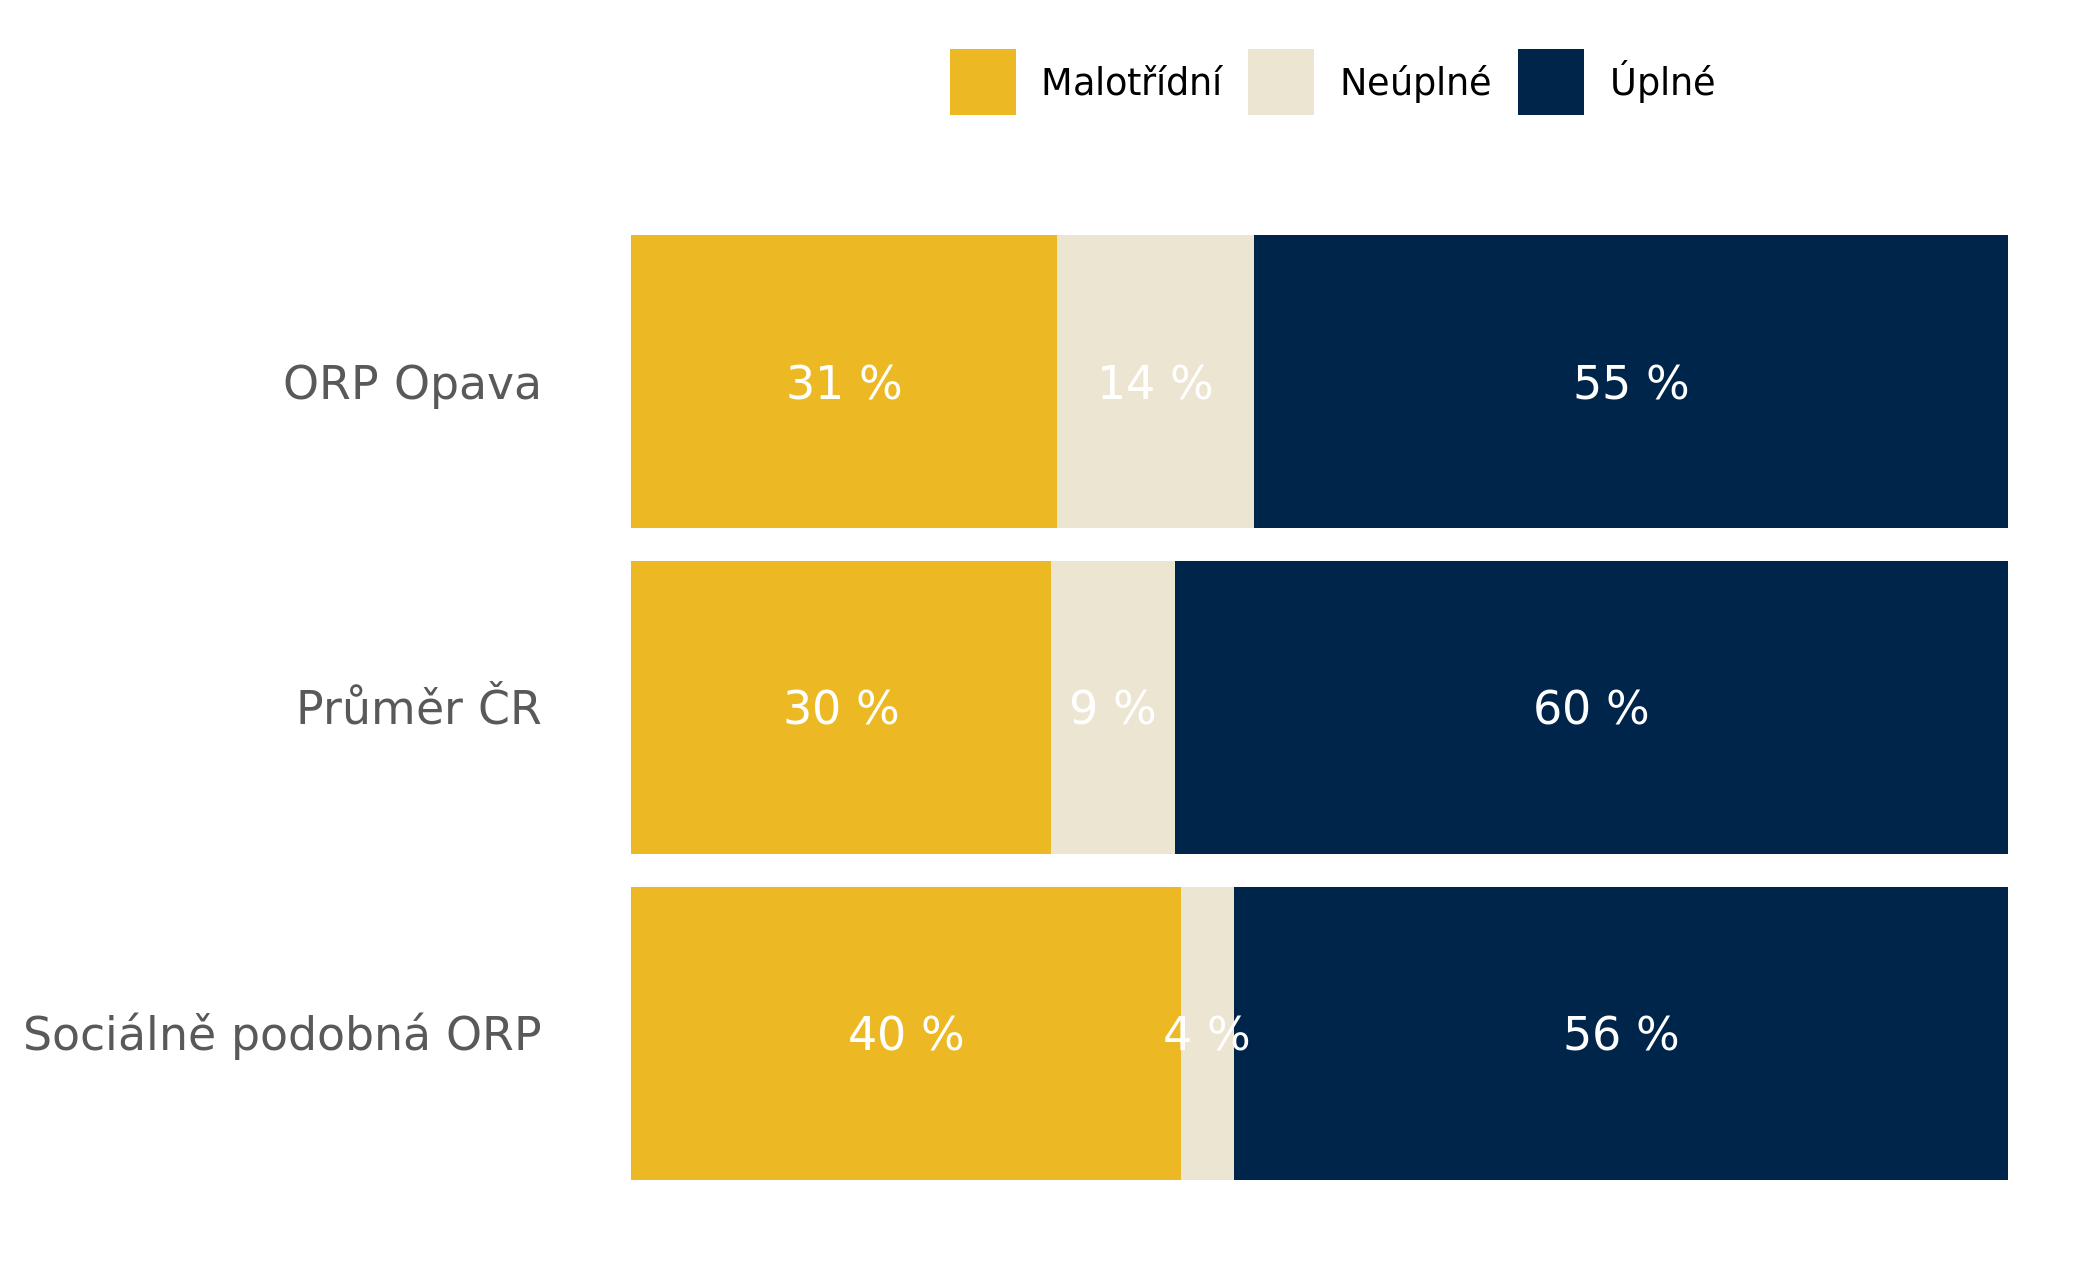 Malotřídní Neúplné Úplné
ORP Opava 31 % 14 % 55 %
Průměr ČR 30 % 9 % 60 %
Sociálně podobná ORP 40 % 4 % 56 %